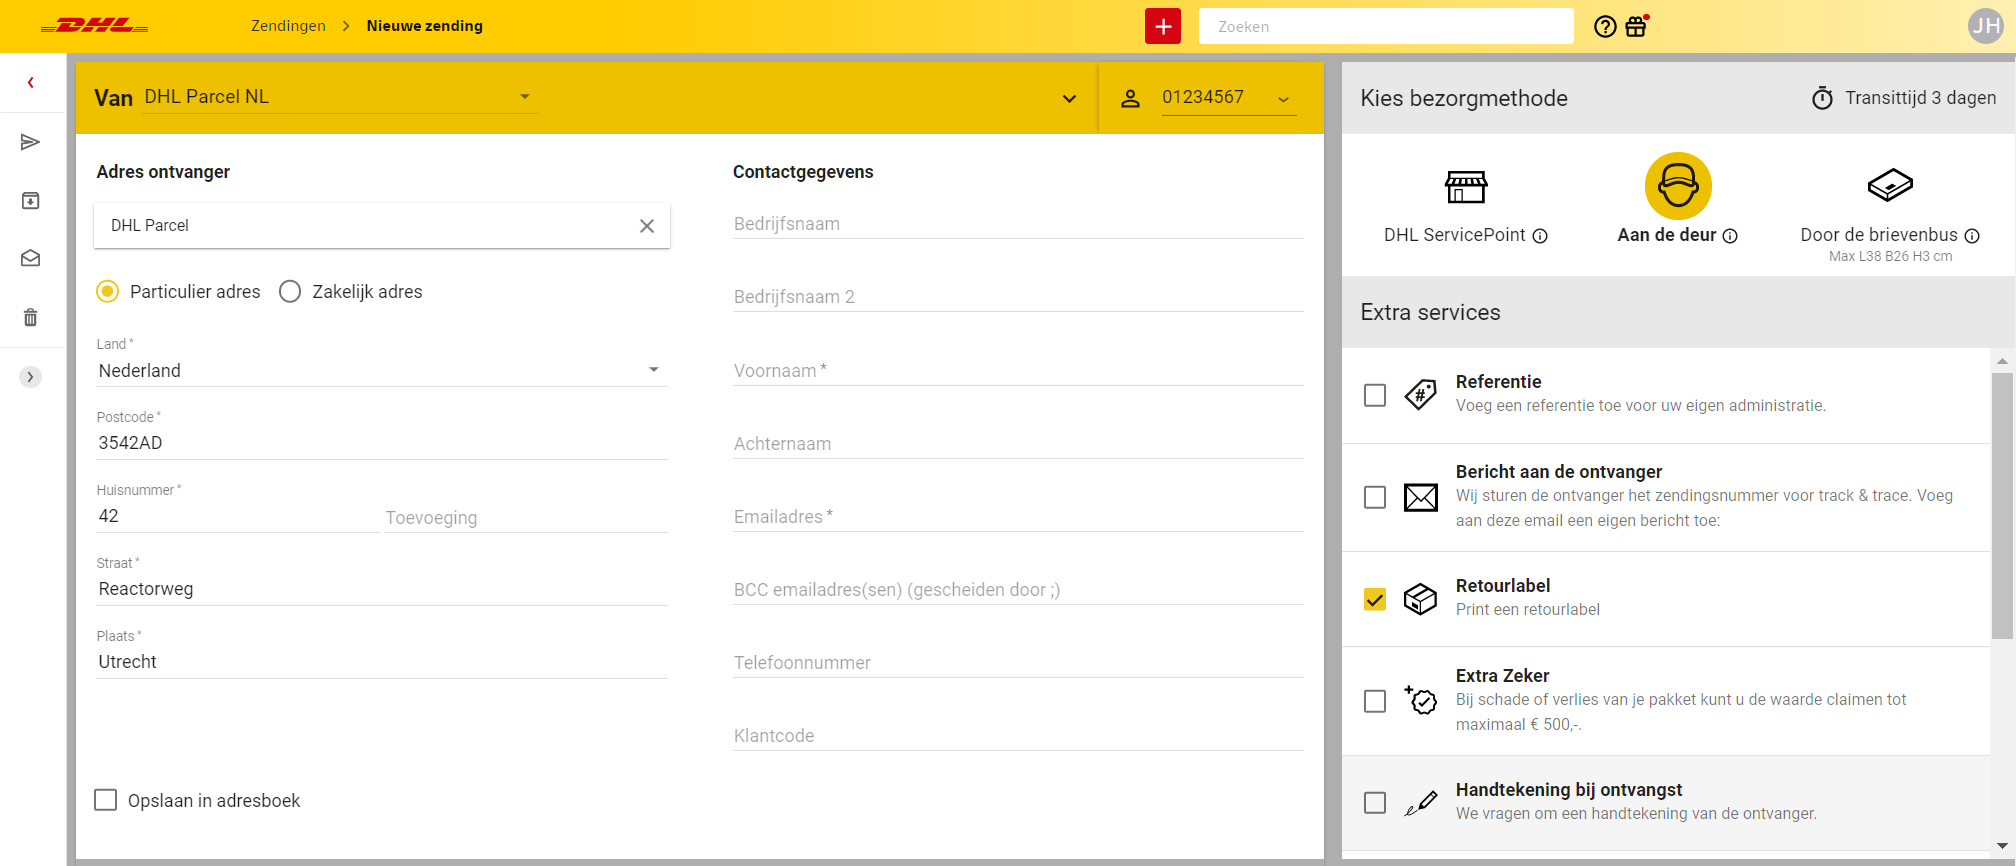 DHL
Zendingen > Nieuwe zending
Zoeken
JH
Van DHL Parcel NL
01234567
Adres ontvanger
DHL Parcel
Particulier adres
Zakelijk adres
Land *
Nederland
Postcode *
3542AD
Huisnummer *
42
Toevoeging
Straat *
Reactorweg
Plaats *
Utrecht
Opslaan in adresboek
Contactgegevens
Bedrijfsnaam
Bedrijfsnaam 2
Voornaam *
Achternaam
Emailadres *
BCC emailadres(sen) (gescheiden door ;)
Telefoonnummer
Klantcode
Kies bezorgmethode
Transittijd 3 dagen
DHL ServicePoint
Aan de deur
Door de brievenbus
Max L38 B26 H3 cm
Extra services
Referentie
Voeg een referentie toe voor uw eigen administratie.
Bericht aan de ontvanger
Wij sturen de ontvanger het zendingsnummer voor track & trace. Voeg
aan deze email een eigen bericht toe:
Retourlabel
Print een retourlabel
Extra Zeker
Bij schade of verlies van je pakket kunt u de waarde claimen tot
maximaal € 500,-.
Handtekening bij ontvangst
We vragen om een handtekening van de ontvanger.